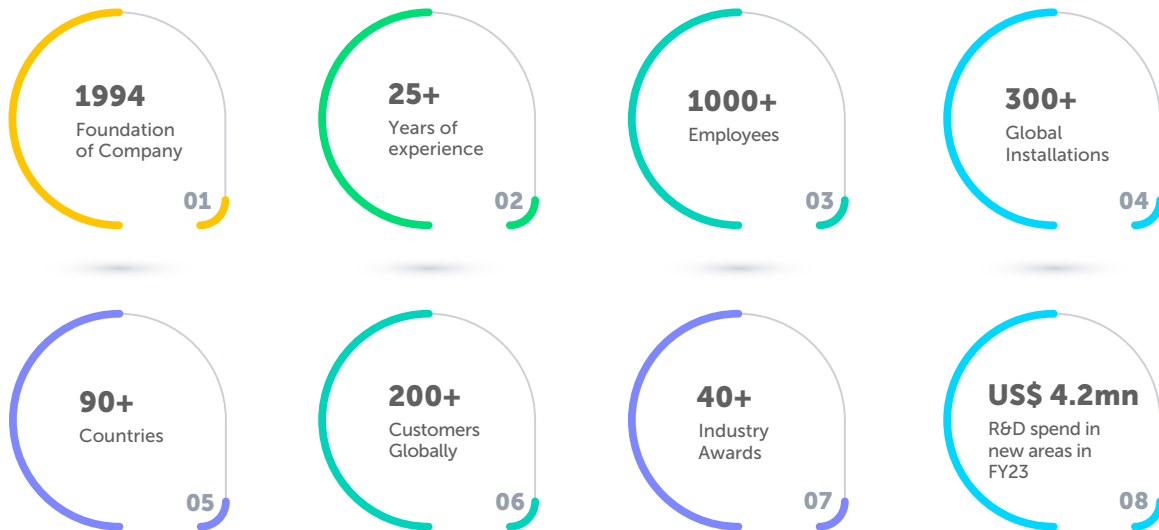 1994
Foundation
of Company
01
25+
Years of
experience
02
1000+
Employees
03
300+
Global
Installations
04
90+
Countries
05
200+
Customers
Globally
06
40+
Industry
Awards
07
US$ 4.2mn
R&D spend in
new areas in
FY23
08